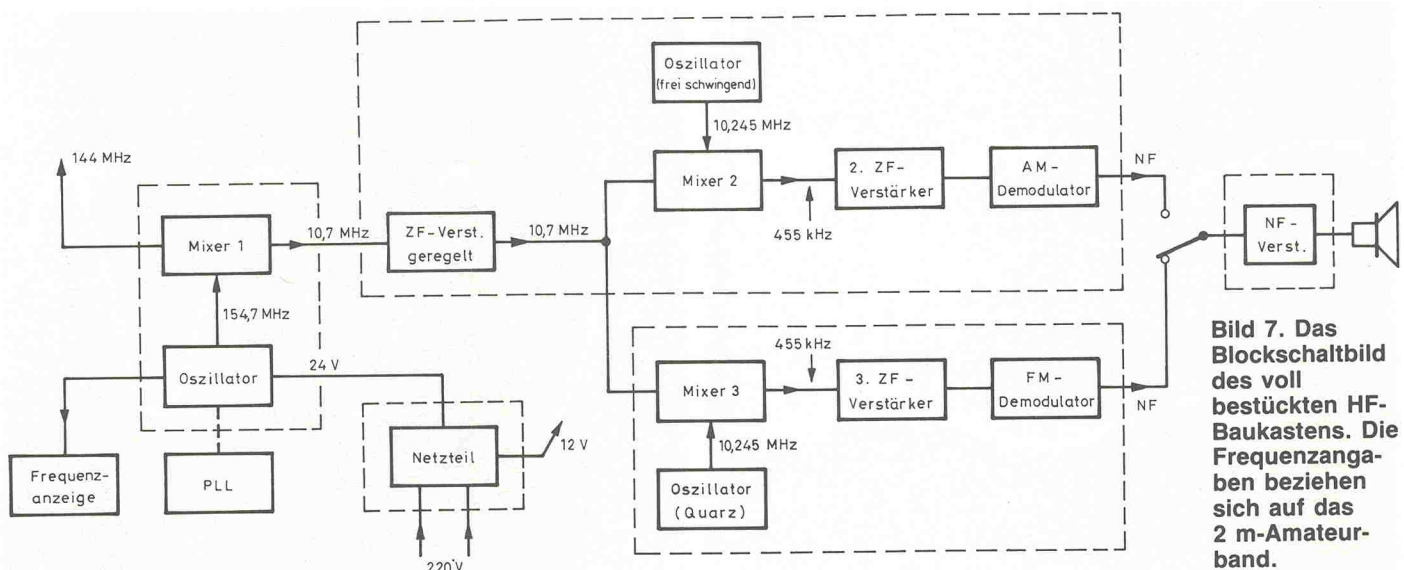 Oszillator
(frei schwingend)
10,245 MHz
144 MHz
Mixer 1
10,7 MHz
ZF-Verst.
geregelt
10,7 MHz
Mixer 2
455 kHz
2. ZF-
Verstärker
AM-
Demodulator
NF
NF-
Verst.
154,7 MHz
Oszillator
24 V
Frequenz-
anzeige
PLL
Netzteil
12 V
220 V
Mixer 3
455 kHz
3. ZF-
Verstärker
FM-
Demodulator
NF
10,245 MHz
Oszillator
(Quarz)
Bild 7. Das
Blockschaltbild
des voll
bestückten HF-
Baukastens. Die
Frequenzanga-
ben beziehen
sich auf das
2 m-Amateur-
band.